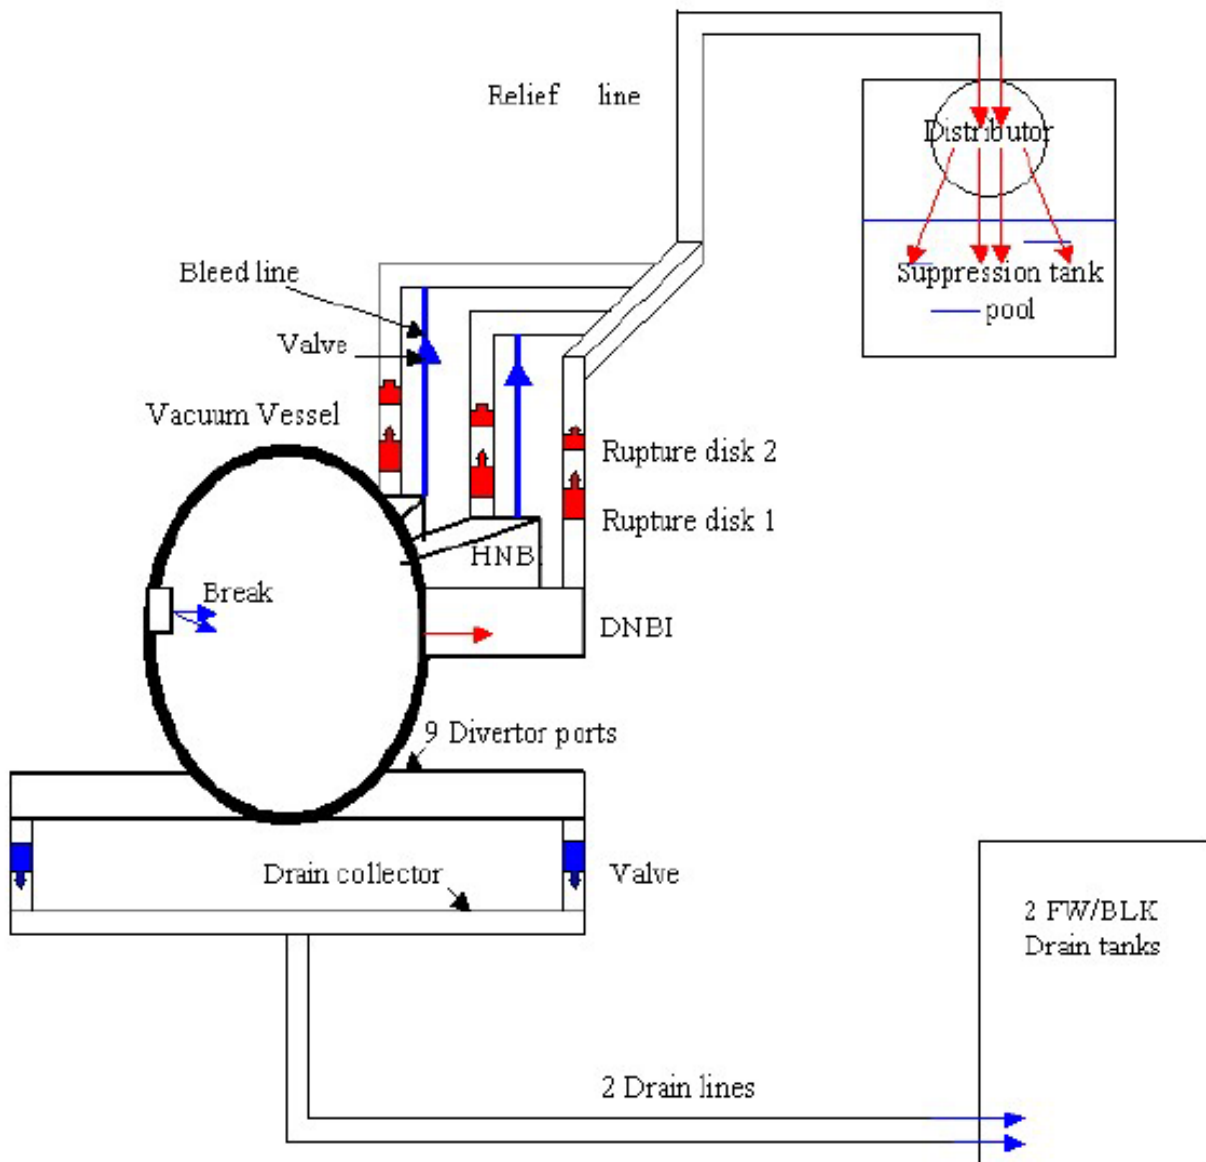 Relief line
Distributor
Bleed line
Suppression tank
pool
Valve
Vacuum Vessel
Rupture disk 2
Rupture disk 1
HNB
Break
DNBI
9 Divertor ports
Drain collector
Valve
2 FW/BLK
Drain tanks
2 Drain lines